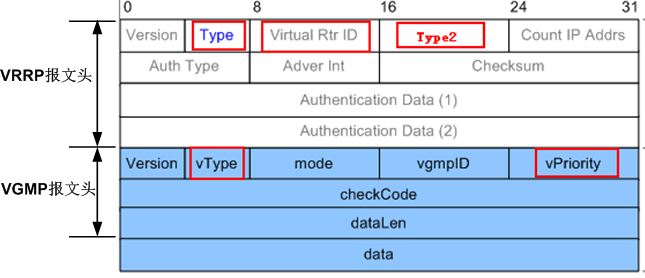 0 8 16 24 31
Version Type Virtual Rtr ID Type2 Count IP Addrs
Auth Type Adver Int Checksum
VRRP报文头
Authentication Data (1)
Authentication Data (2)
Version vType mode vgmpID vPriority
VGMP报文头
checkCode
dataLen
data